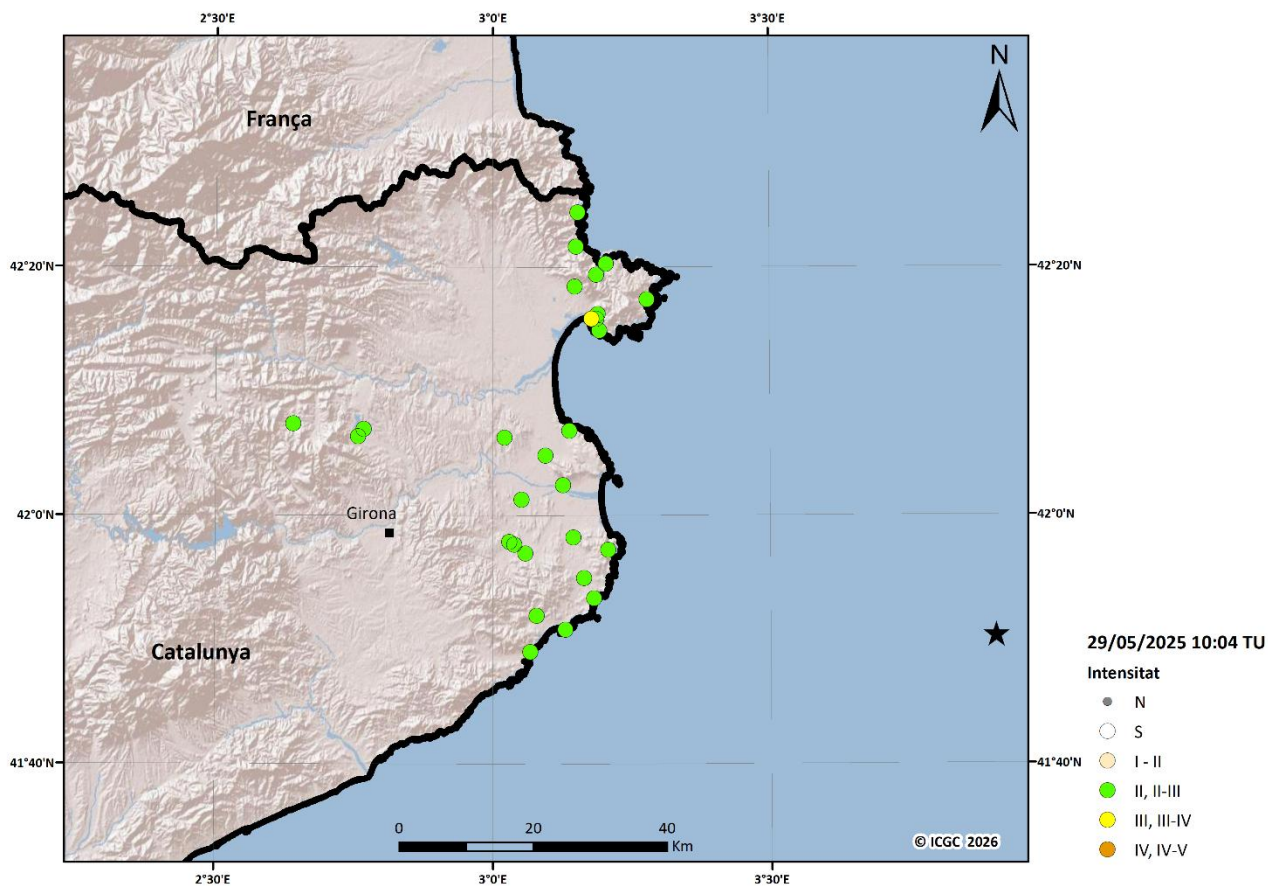 2°30'E
3°0'E
3°30'E
N
França
42°20'N
42°20'N
Girona
42°0'N
42°0'N
Catalunya
29/05/2025 10:04 TU
Intensitat
N
S
I - II
II, II-III
III, III-IV
IV, IV-V
41°40'N
41°40'N
0
20
40
Km
© ICGC 2026
2°30'E
3°0'E
3°30'E